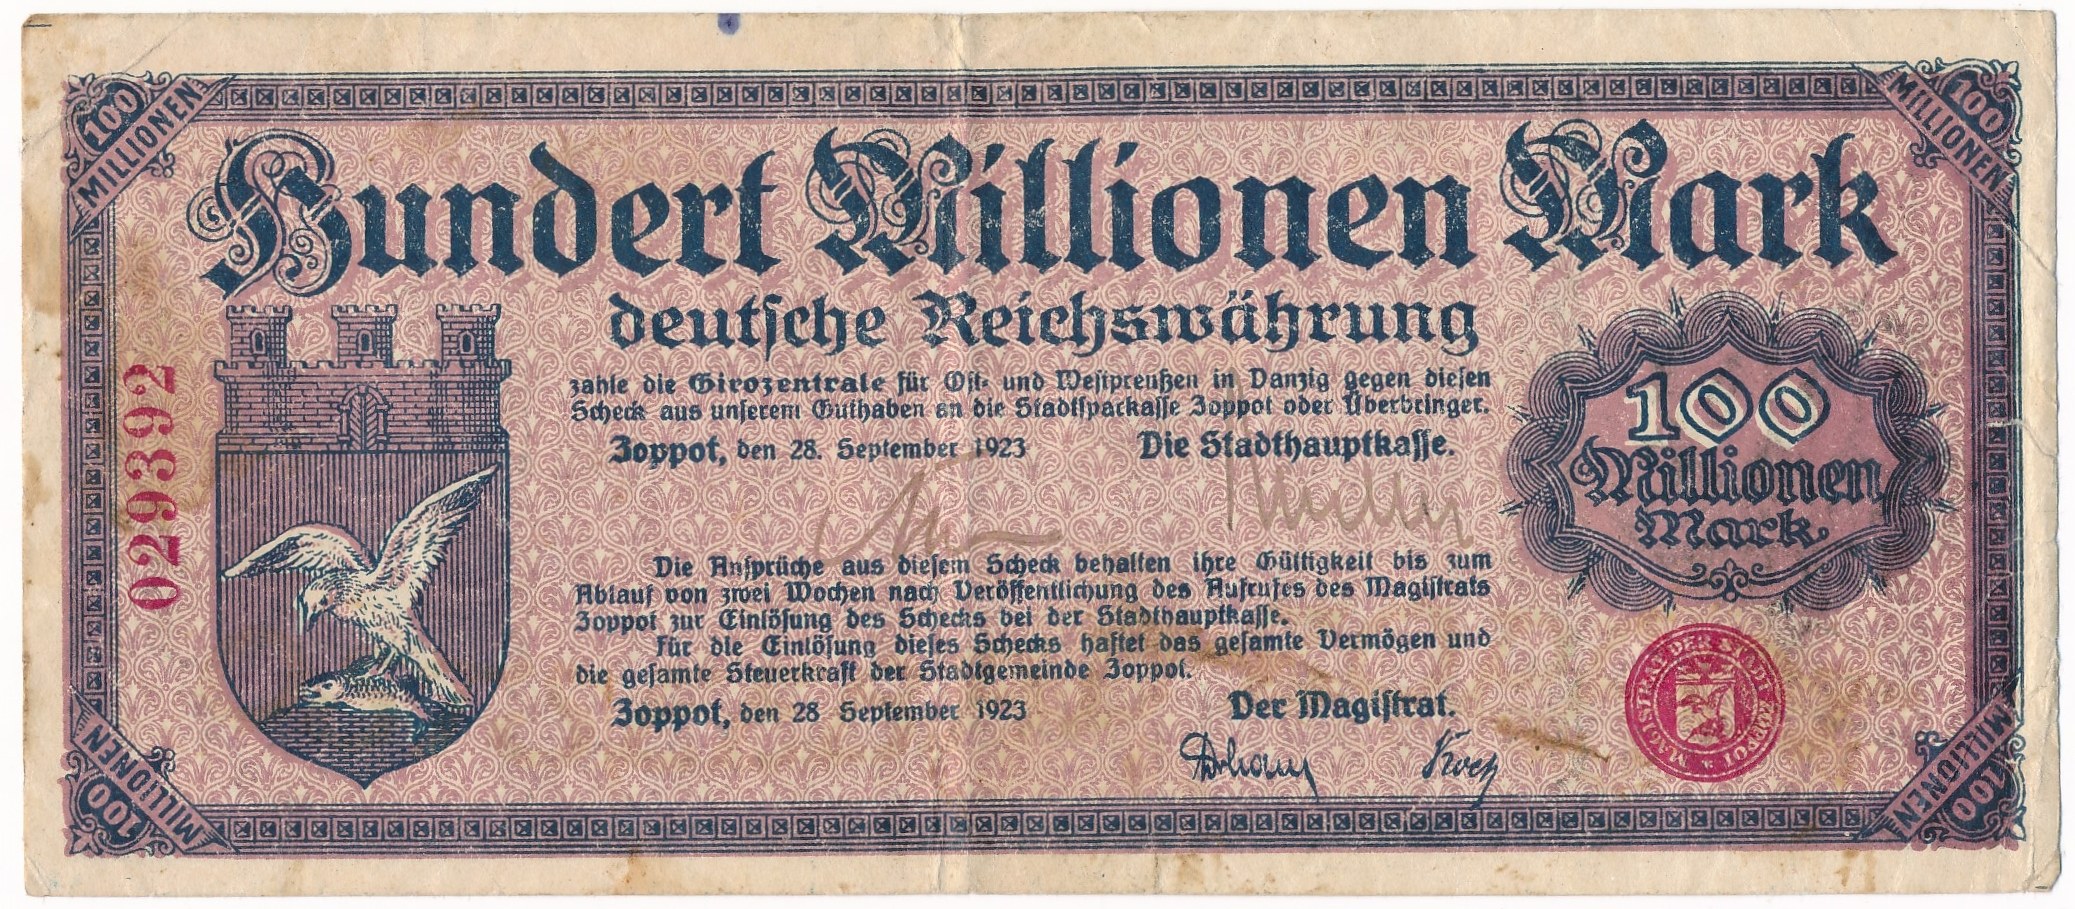 100 MILLIONEN
100 MILLIONEN
Hundert Millionen Mark
deutsche Reichswährung
zahle die Girozentrale für Ost- und Westpreußen in Danzig gegen diesen
Scheck aus unserem Guthaben an die Stadtsparkasse Zoppot oder Überbringer.
Zoppot, den 28. September 1923 Die Stadthauptkasse.
029392
100
Millionen
Mark
Die Ansprüche aus diesem Scheck behalten ihre Gültigkeit bis zum
Ablauf von zwei Wochen nach Veröffentlichung des Aufrufes des Magistrats
Zoppot zur Einlösung des Schecks bei der Stadthauptkasse.
Für die Einlösung dieses Schecks haftet das gesamte Vermögen und
die gesamte Steuerkraft der Stadtgemeinde Zoppot.
Zoppot, den 28 September 1923 Der Magistrat.
MAGISTRAT DER STADT ZOPPOT
100 MILLIONEN
100 MILLIONEN